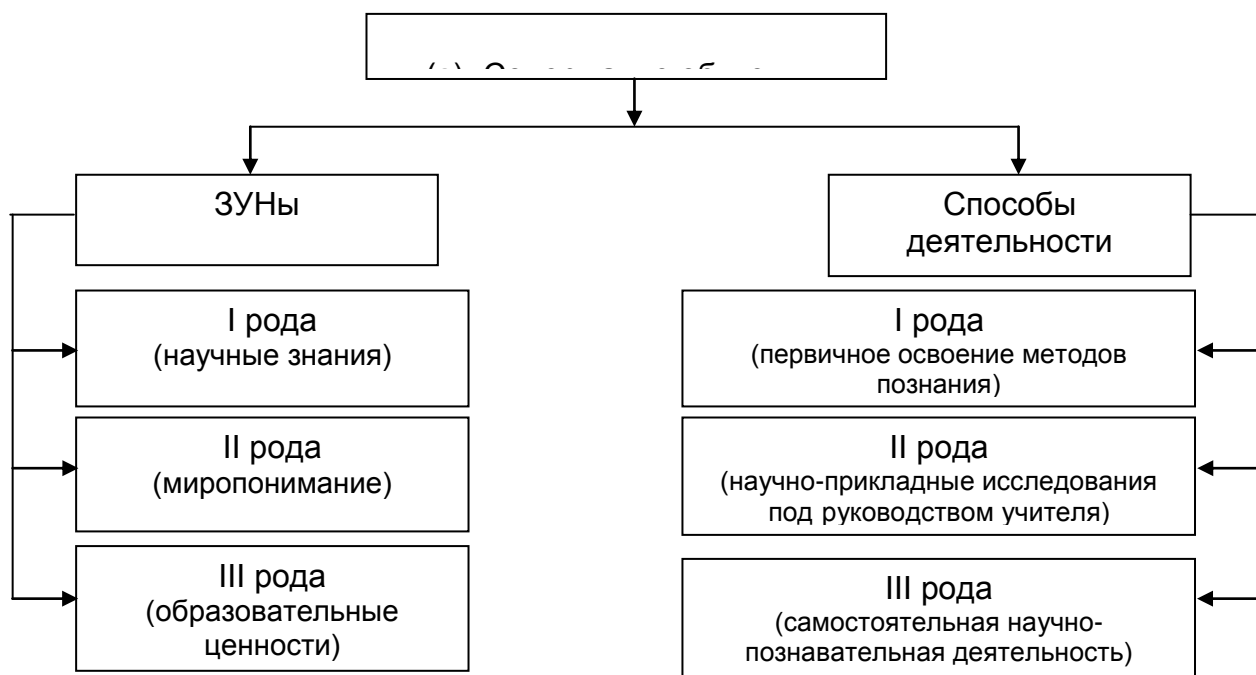 ЗУНы
Способы
деятельности
I рода
(научные знания)
I рода
(первичное освоение методов
познания)
II рода
(миропонимание)
II рода
(научно-прикладные исследования
под руководством учителя)
III рода
(образовательные
ценности)
III рода
(самостоятельная научно-
познавательная деятельность)